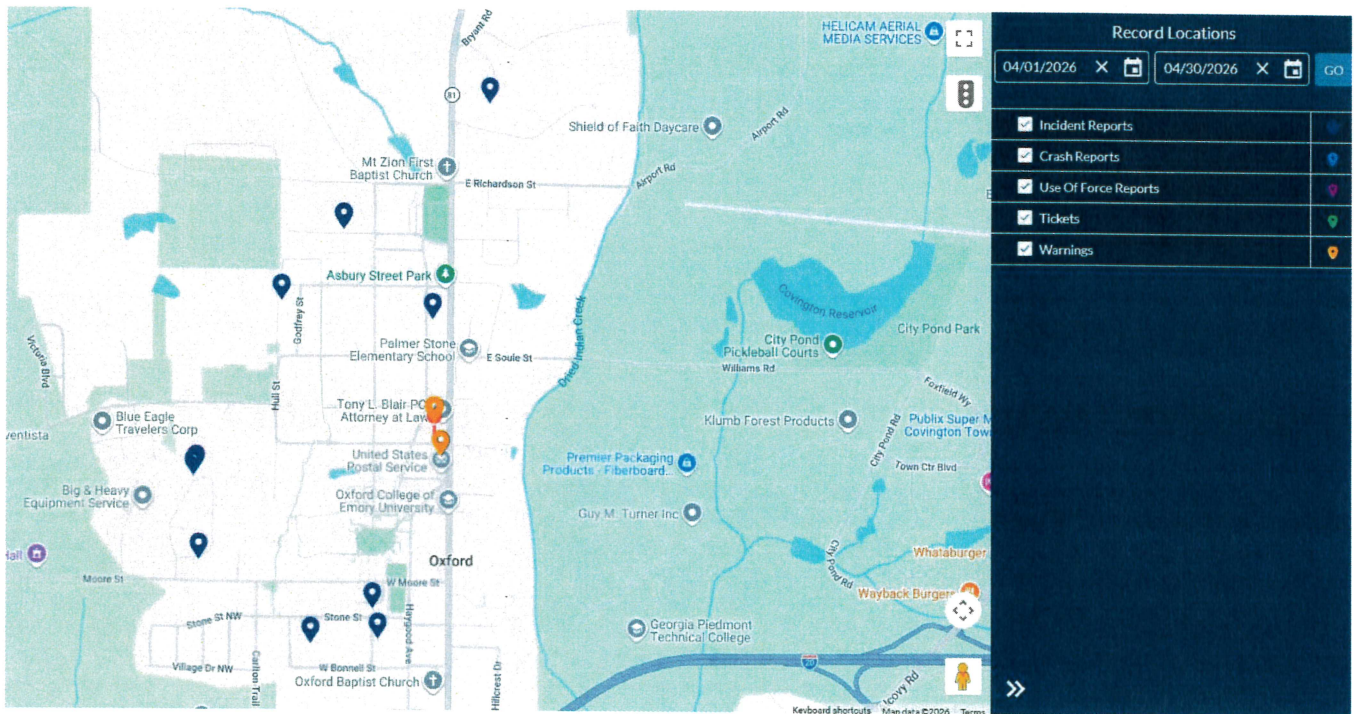 Bryant Rd
HELICAM AERIAL
MEDIA SERVICES
81
Shield of Faith Daycare
Airport Rd
Mt Zion First
Baptist Church
E Richardson St
Airport Rd
Asbury Street Park
Godfrey St
Covington Reservoir
City Pond Park
City Pond
Pickleball Courts
Victoria Blvd
Palmer Stone
Elementary School
E Soule St
Dried Indian Creek
Williams Rd
Foxfield Wy
Hull St
Tony L. Blair PC
Attorney at Law
Blue Eagle
Travelers Corp
Klumb Forest Products
City Pond Rd
Publix Super M
Covington Tow
ventista
United States
Postal Service
Premier Packaging
Products - Fiberboard...
Town Ctr Blvd
Big & Heavy
Equipment Service
Oxford College of
Emory University
Guy M. Turner Inc
Oxford
City Pond Rd
Whataburger
Hall
Moore St
W Moore St
Wayback Burgers
Stone St NW
Stone St
Haygood Ave
Georgia Piedmont
Technical College
20
Village Dr NW
Carlton Trail
W Bonnell St
Oxford Baptist Church
Hillcrest Dr
Keyboard shortcuts
Map data ©2026
Terms
Record Locations
04/01/2026
04/30/2026
GO
Incident Reports
Crash Reports
Use Of Force Reports
Tickets
Warnings